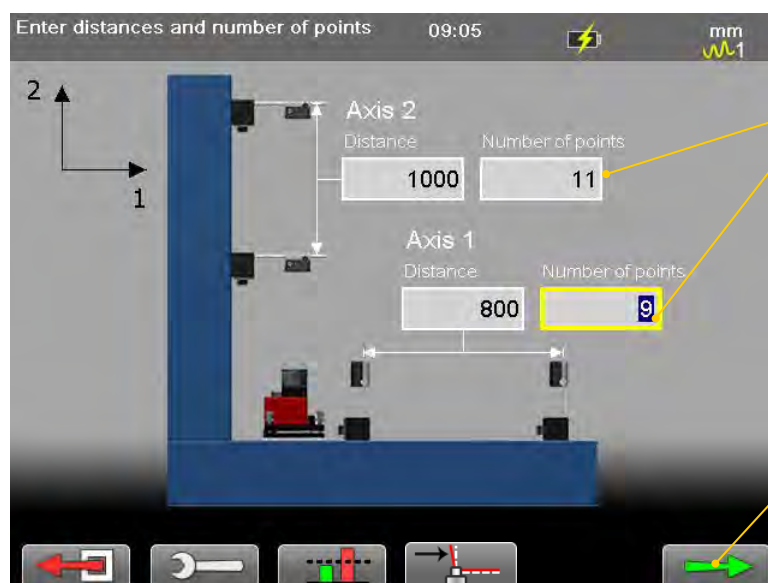 Enter distances and number of points 09:05 mm
1
2
1
Axis 2
Distance Number of points
1000 11
Axis 1
Distance Number of points
800 9